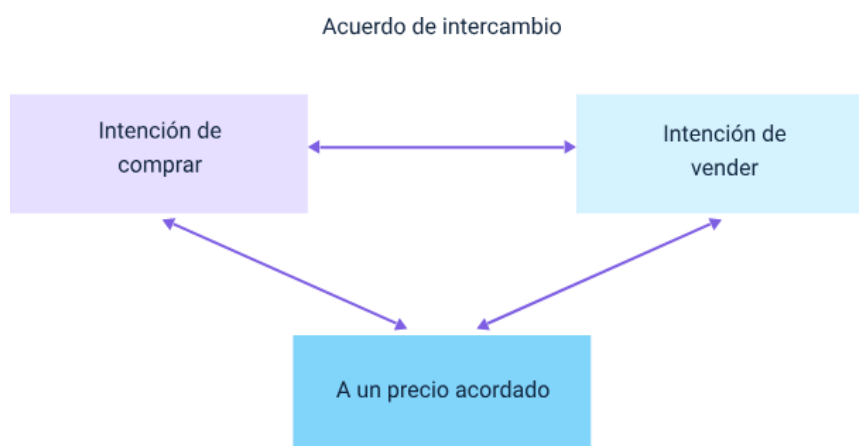 Acuerdo de intercambio
Intención de
comprar
Intención de
vender
A un precio acordado